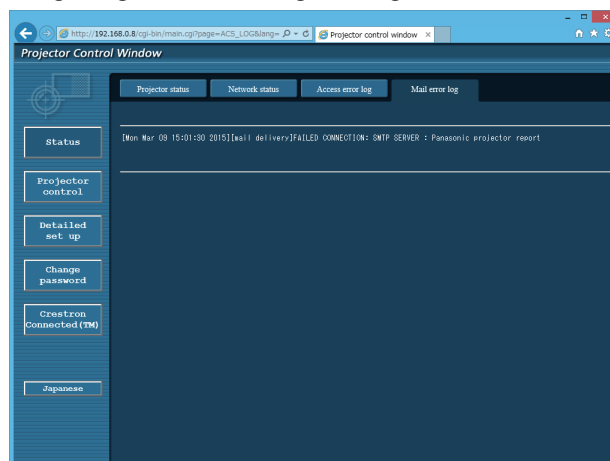 http://192.168.0.8/cgi-bin/main.cgi?page=ACS_LOG&lang=
Projector control window
Projector Control Window
Projector status
Network status
Access error log
Mail error log
[Mon Mar 09 15:01:30 2015][mail delivery]FAILED CONNECTION: SMTP SERVER : Panasonic projector report
Status
Projector
control
Detailed
set up
Change
password
Crestron
Connected(TM)
Japanese